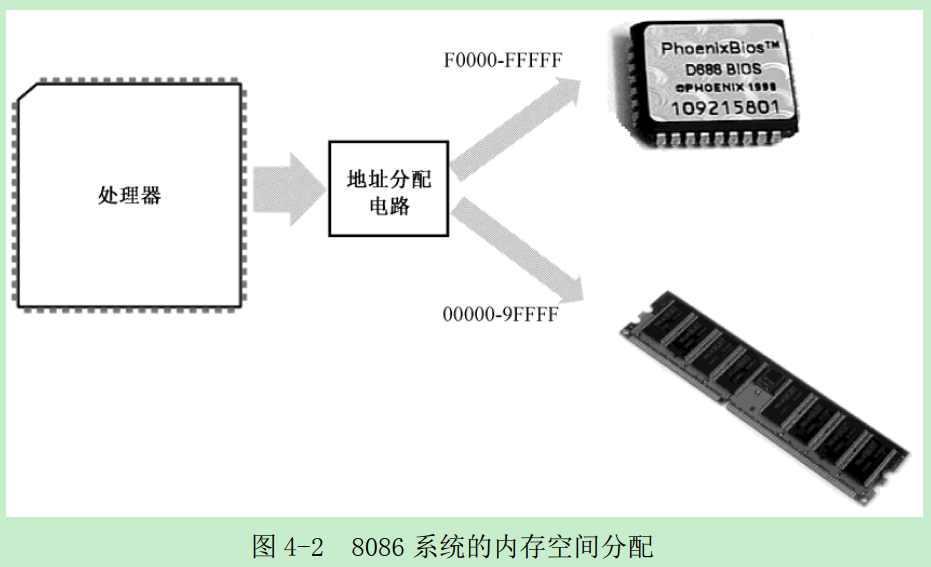 F0000-FFFFF
PhoenixBios™
D686 BIOS
©PHOENIX 1998
109215801
处理器
地址分配
电路
00000-9FFFF
图 4-2 8086 系统的内存空间分配